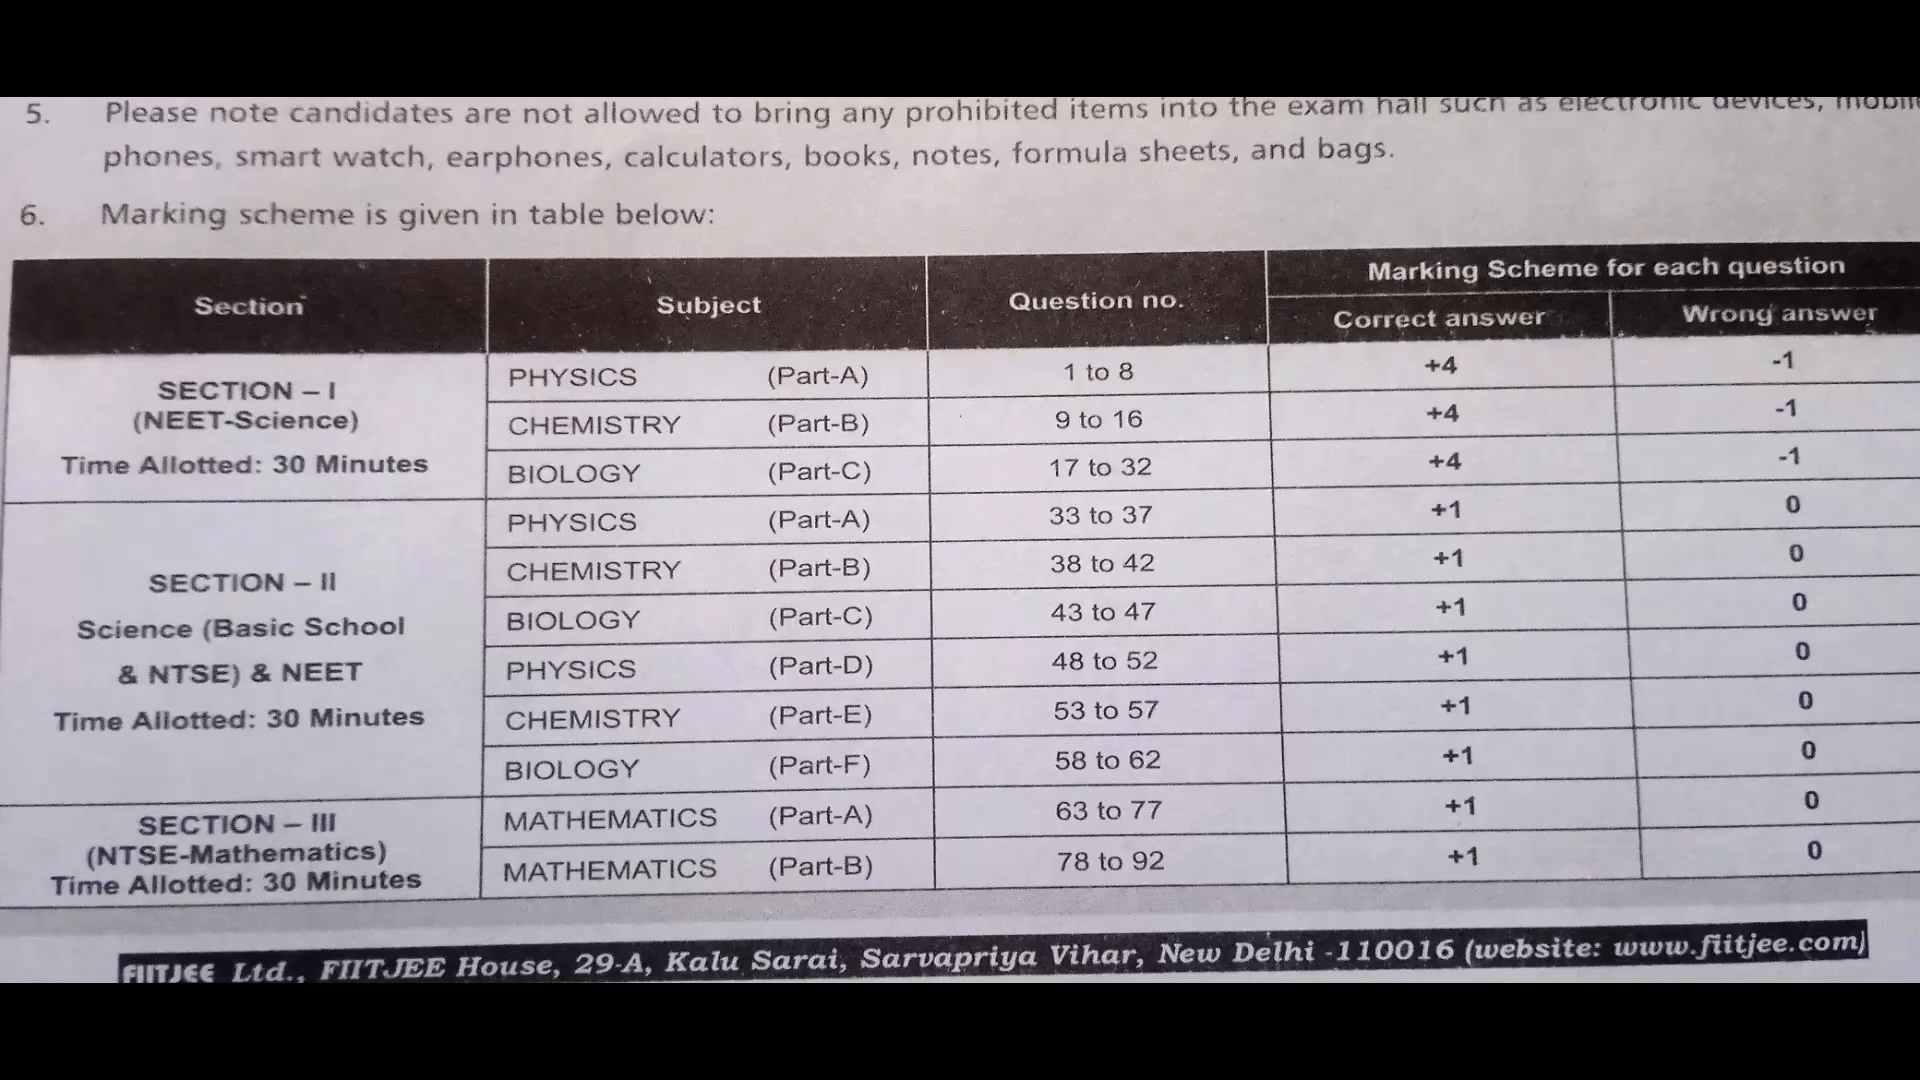 5. Please note candidates are not allowed to bring any prohibited items into the exam hall such as electronic devices,
phones, smart watch, earphones, calculators, books, notes, formula sheets, and bags.
6. Marking scheme is given in table below:
Section Subject Question no. Marking Scheme for each question
Correct answer Wrong answer
SECTION – I
(NEET-Science)
Time Allotted: 30 Minutes
PHYSICS (Part-A) 1 to 8 +4 -1
CHEMISTRY (Part-B) 9 to 16 +4 -1
BIOLOGY (Part-C) 17 to 32 +4 -1
SECTION – II
Science (Basic School
& NTSE) & NEET
Time Allotted: 30 Minutes
PHYSICS (Part-A) 33 to 37 +1 0
CHEMISTRY (Part-B) 38 to 42 +1 0
BIOLOGY (Part-C) 43 to 47 +1 0
PHYSICS (Part-D) 48 to 52 +1 0
CHEMISTRY (Part-E) 53 to 57 +1 0
BIOLOGY (Part-F) 58 to 62 +1 0
SECTION – III
(NTSE-Mathematics)
Time Allotted: 30 Minutes
MATHEMATICS (Part-A) 63 to 77 +1 0
MATHEMATICS (Part-B) 78 to 92 +1 0
FIITJEE Ltd., FIITJEE House, 29-A, Kalu Sarai, Sarvapriya Vihar, New Delhi -110016 (website: www.fiitjee.com)